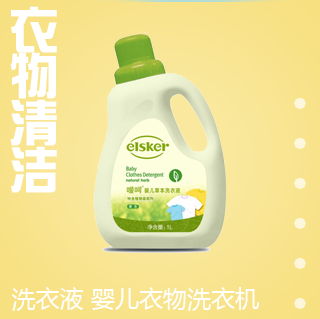 衣物清洁
elsker
Baby
Clothes Detergent
natural herb
嗳呵 婴儿草本洗衣液
净含量：1L
洗衣液 婴儿衣物洗衣机